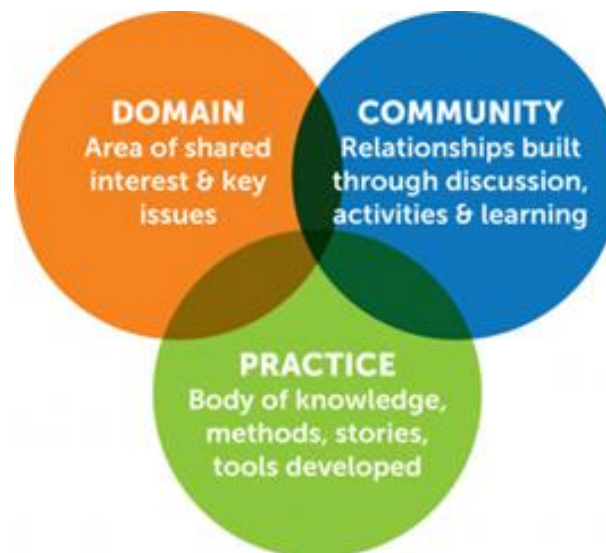 DOMAIN
Area of shared
interest & key
issues
COMMUNITY
Relationships built
through discussion,
activities & learning
PRACTICE
Body of knowledge,
methods, stories,
tools developed